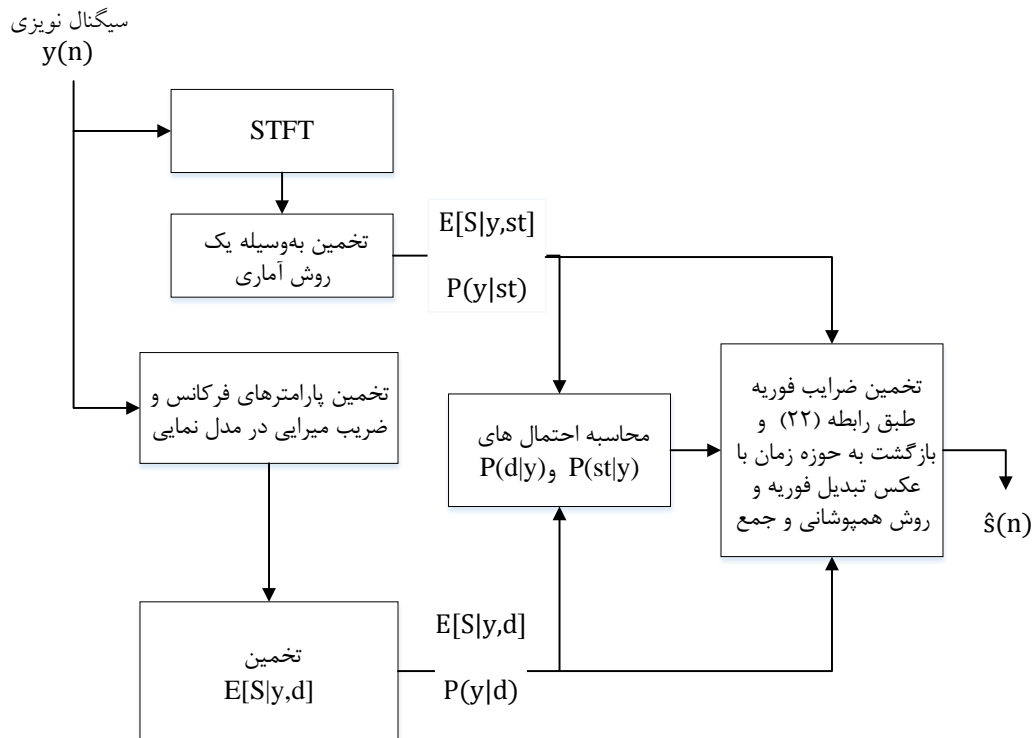 سیگنال نویزی
y(n)
STFT
تخمین به‌وسیله یک
روش آماری
E[S|y,st]
P(y|st)
تخمین پارامترهای فرکانس و
ضریب میرایی در مدل نمایی
محاسبه احتمال های
P(st|y) و P(d|y)
تخمین ضرایب فوریه
طبق رابطه (۲۲) و
بازگشت به حوزه زمان با
عکس تبدیل فوریه و
روش همپوشانی و جمع
ŝ(n)
تخمین
E[S|y,d]
E[S|y,d]
P(y|d)